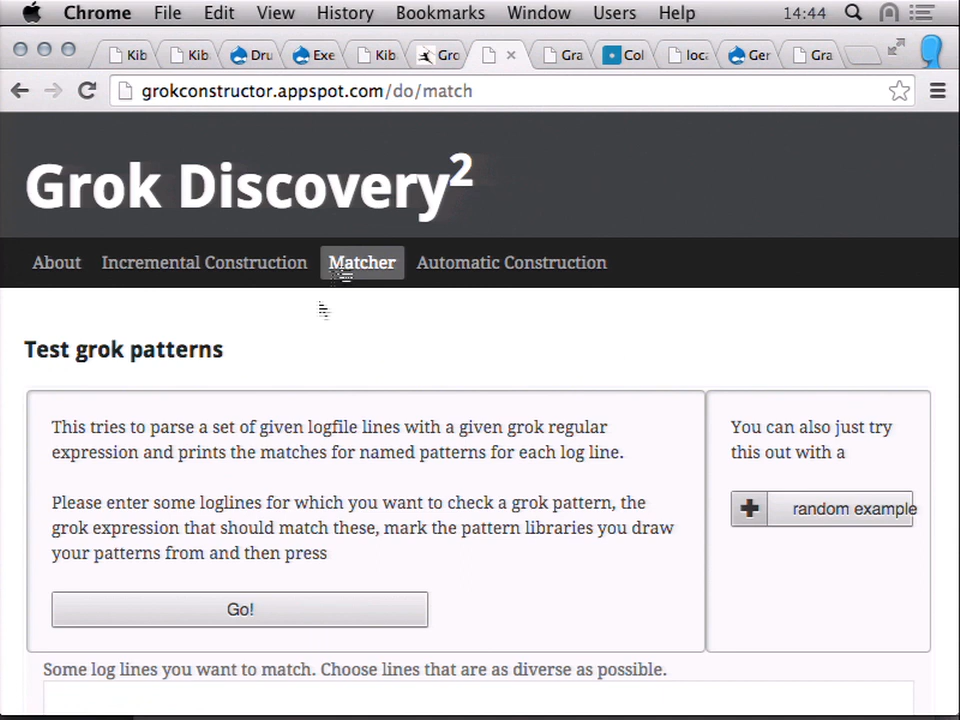 Chrome File Edit View History Bookmarks Window Users Help 14:44
Kib Kib Dru Exe Kib Gro Gra Col loca Ger Gra
grokconstructor.appspot.com/do/match
Grok Discovery²
About Incremental Construction Matcher Automatic Construction
Test grok patterns
This tries to parse a set of given logfile lines with a given grok regular
expression and prints the matches for named patterns for each log line.
Please enter some loglines for which you want to check a grok pattern, the
grok expression that should match these, mark the pattern libraries you draw
your patterns from and then press
Go!
You can also just try
this out with a
random example
Some log lines you want to match. Choose lines that are as diverse as possible.